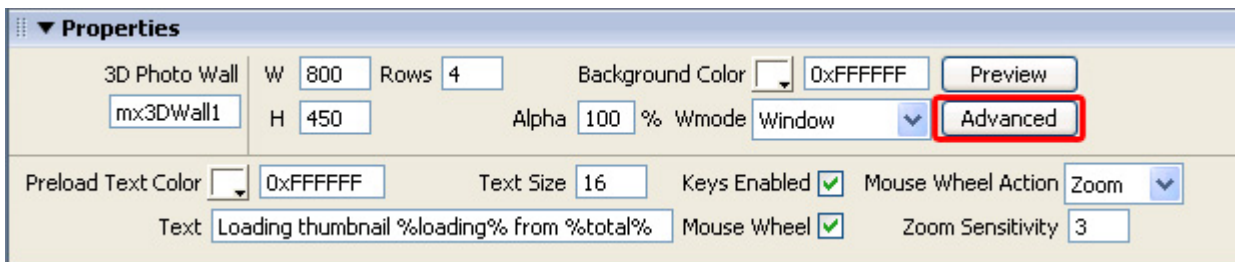 Properties
3D Photo Wall W 800 Rows 4 Background Color 0xFFFFFF Preview
mx3DWall1 H 450 Alpha 100 % Wmode Window Advanced
Preload Text Color 0xFFFFFF Text Size 16 Keys Enabled Mouse Wheel Action Zoom
Text Loading thumbnail %loading% from %total% Mouse Wheel Zoom Sensitivity 3